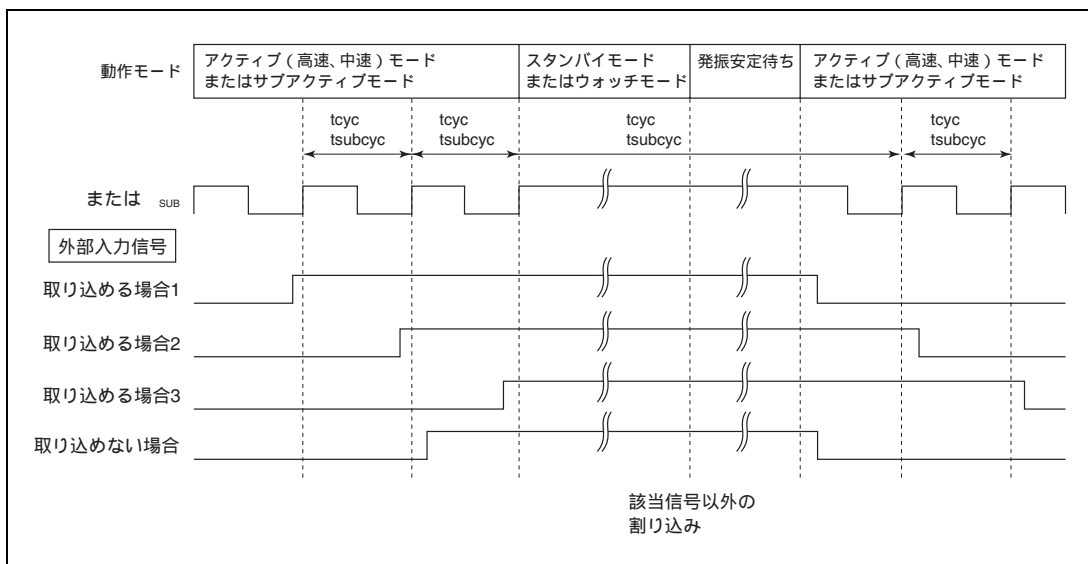 動作モード
アクティブ（高速、中速）モード
またはサブアクティブモード
スタンバイモード
またはウォッチモード
発振安定待ち
アクティブ（高速、中速）モード
またはサブアクティブモード
tcyc
tsubcyc
tcyc
tsubcyc
tcyc
tsubcyc
tcyc
tsubcyc
または SUB
外部入力信号
取り込める場合1
取り込める場合2
取り込める場合3
取り込めない場合
該当信号以外の
割り込み